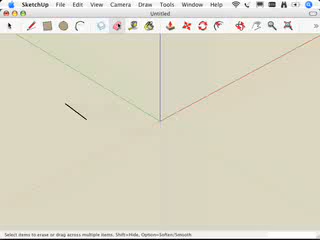 SketchUp File Edit View Camera Draw Tools Window Help
Untitled
Select items to erase or drag across multiple items. Shift=Hide, Option=Soften/Smooth